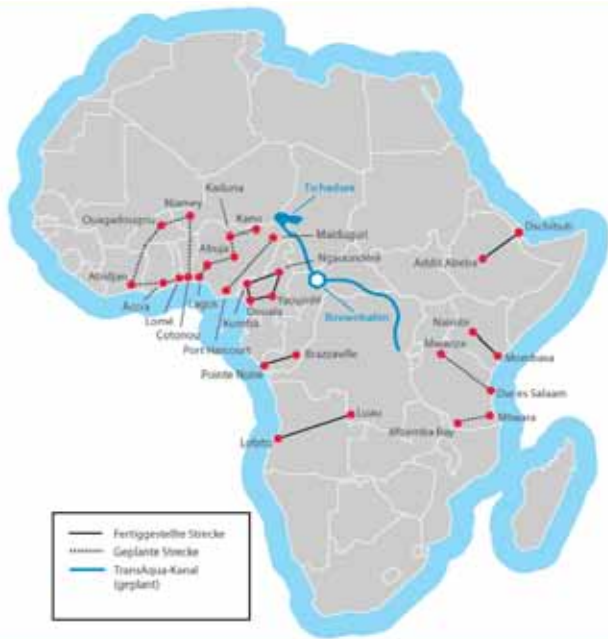 Tschadsee
Kaduna
Niamey
Kano
Ouagadougou
Dschibuti
Maiduguri
Abuja
Ngaoundéré
Addis Abeba
Abidjan
Accra
Lagos
Yaoundé
Binnenhafen
Lomé
Douala
Kumba
Cotonou
Nairobi
Port Harcourt
Mwanza
Brazzaville
Mombasa
Pointe Noire
Dar es Salaam
Luau
Mtwara
Mbamba Bay
Lobito
Fertiggestellte Strecke
Geplante Strecke
TransAqua-Kanal
(geplant)